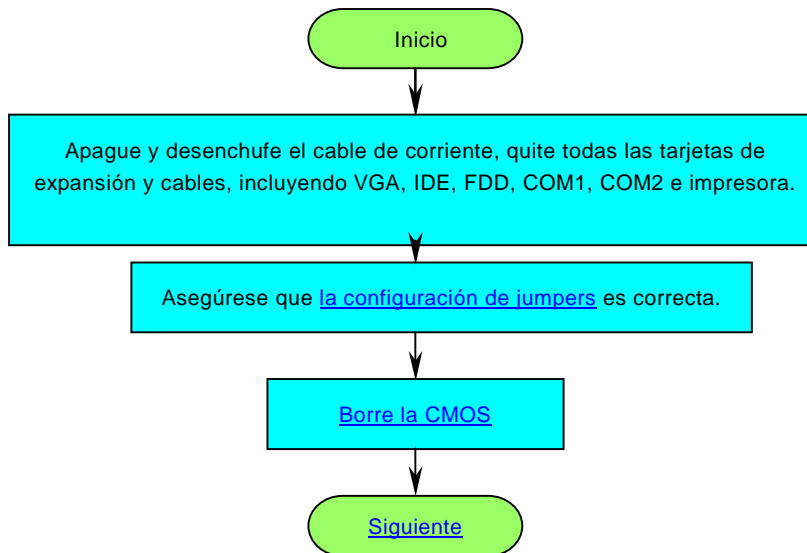 Inicio
Apague y desenchufe el cable de corriente, quite todas las tarjetas de
expansión y cables, incluyendo VGA, IDE, FDD, COM1, COM2 e impresora.
Asegúrese que la configuración de jumpers es correcta.
Borre la CMOS
Siguiente